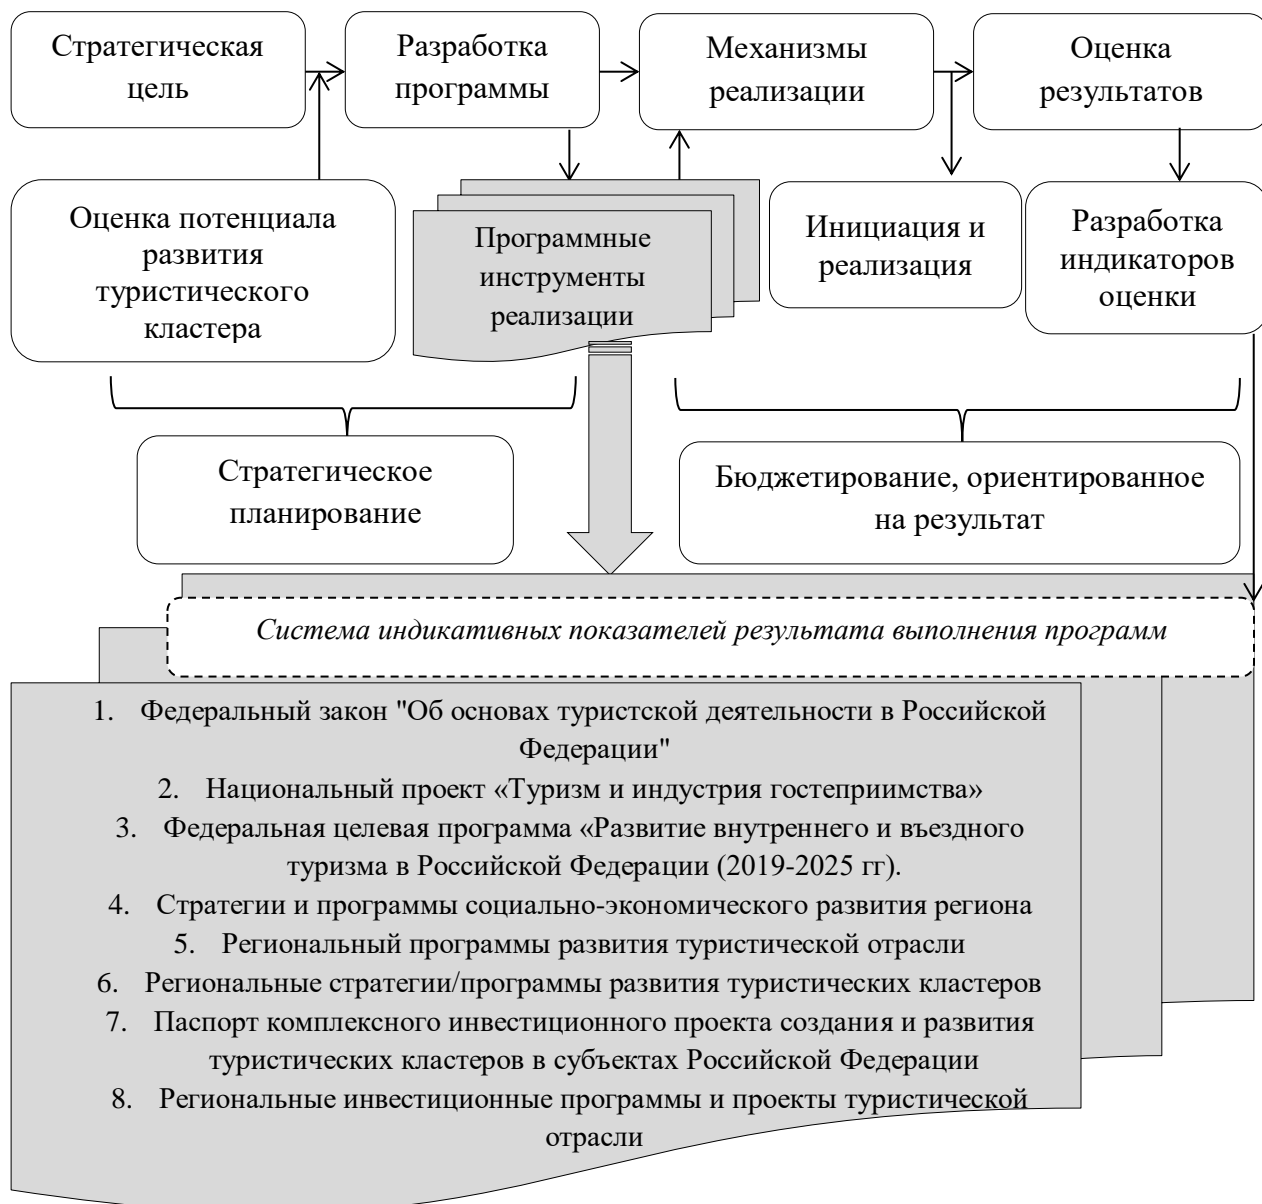 Стратегическая
цель
Разработка
программы
Механизмы
реализации
Оценка
результатов
Оценка потенциала
развития
туристического
кластера
Программные
инструменты
реализации
Инициация и
реализация
Разработка
индикаторов
оценки
Стратегическое
планирование
Бюджетирование, ориентированное
на результат
Система индикативных показателей результата выполнения программ
1. Федеральный закон "Об основах туристской деятельности в Российской
Федерации"
2. Национальный проект «Туризм и индустрия гостеприимства»
3. Федеральная целевая программа «Развитие внутреннего и въездного
туризма в Российской Федерации (2019-2025 гг).
4. Стратегии и программы социально-экономического развития региона
5. Региональный программы развития туристической отрасли
6. Региональные стратегии/программы развития туристических кластеров
7. Паспорт комплексного инвестиционного проекта создания и развития
туристических кластеров в субъектах Российской Федерации
8. Региональные инвестиционные программы и проекты туристической
отрасли